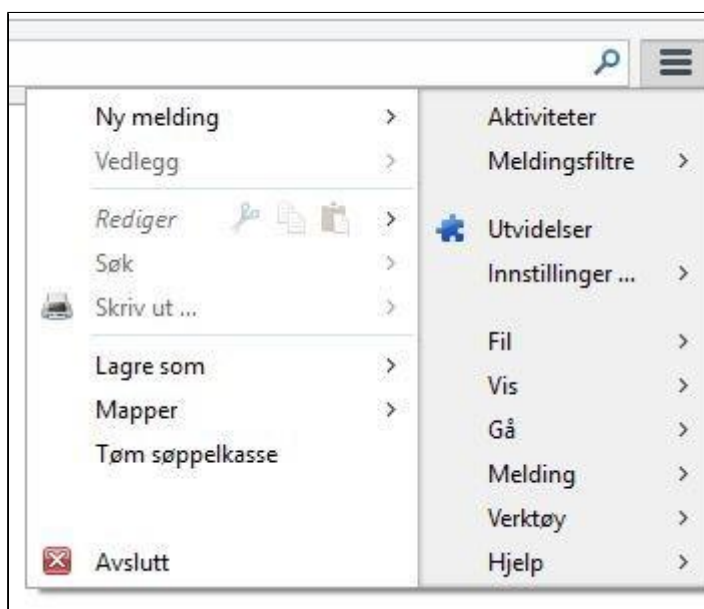 Ny melding
Vedlegg
Rediger
Søk
Skriv ut ...
Lagre som
Mapper
Tøm søppelkasse
Avslutt
Aktiviteter
Meldingsfiltre
Utvidelser
Innstillinger ...
Fil
Vis
Gå
Melding
Verktøy
Hjelp